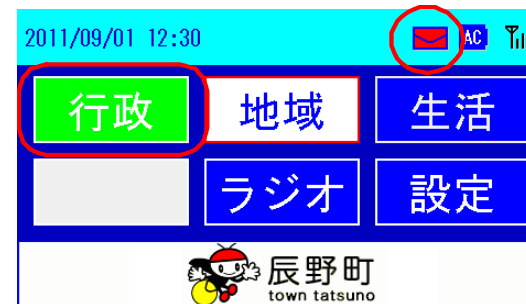 2011/09/01 12:30 AC
行政 地域 生活
ラジオ 設定
辰野町
town tatsuno